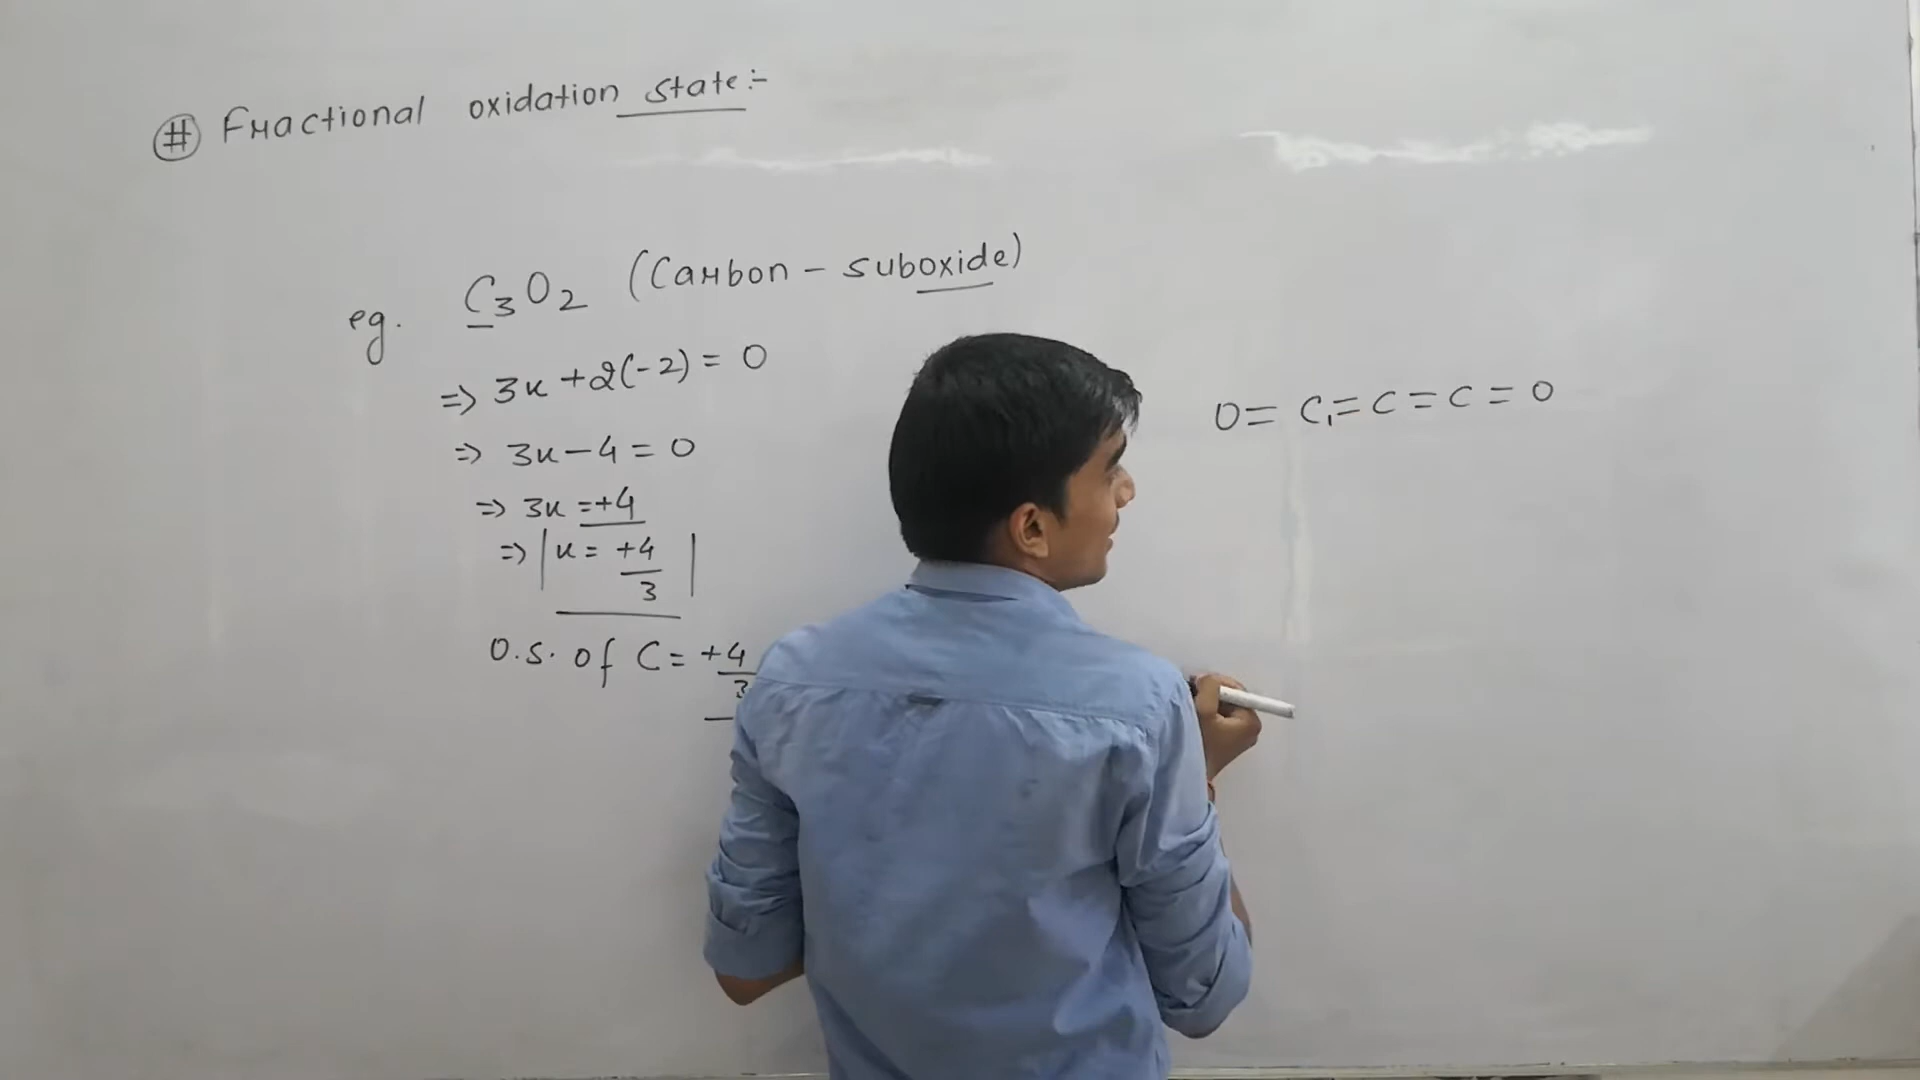 # Fractional oxidation state:-
eg. C3O2 (Carbon - suboxide)
=> 3x +2(-2) = 0
=> 3x - 4 = 0
=> 3x = +4
=> | x = +4/3 |
O.S. of C = +4/3
O = C1 = C = C = O